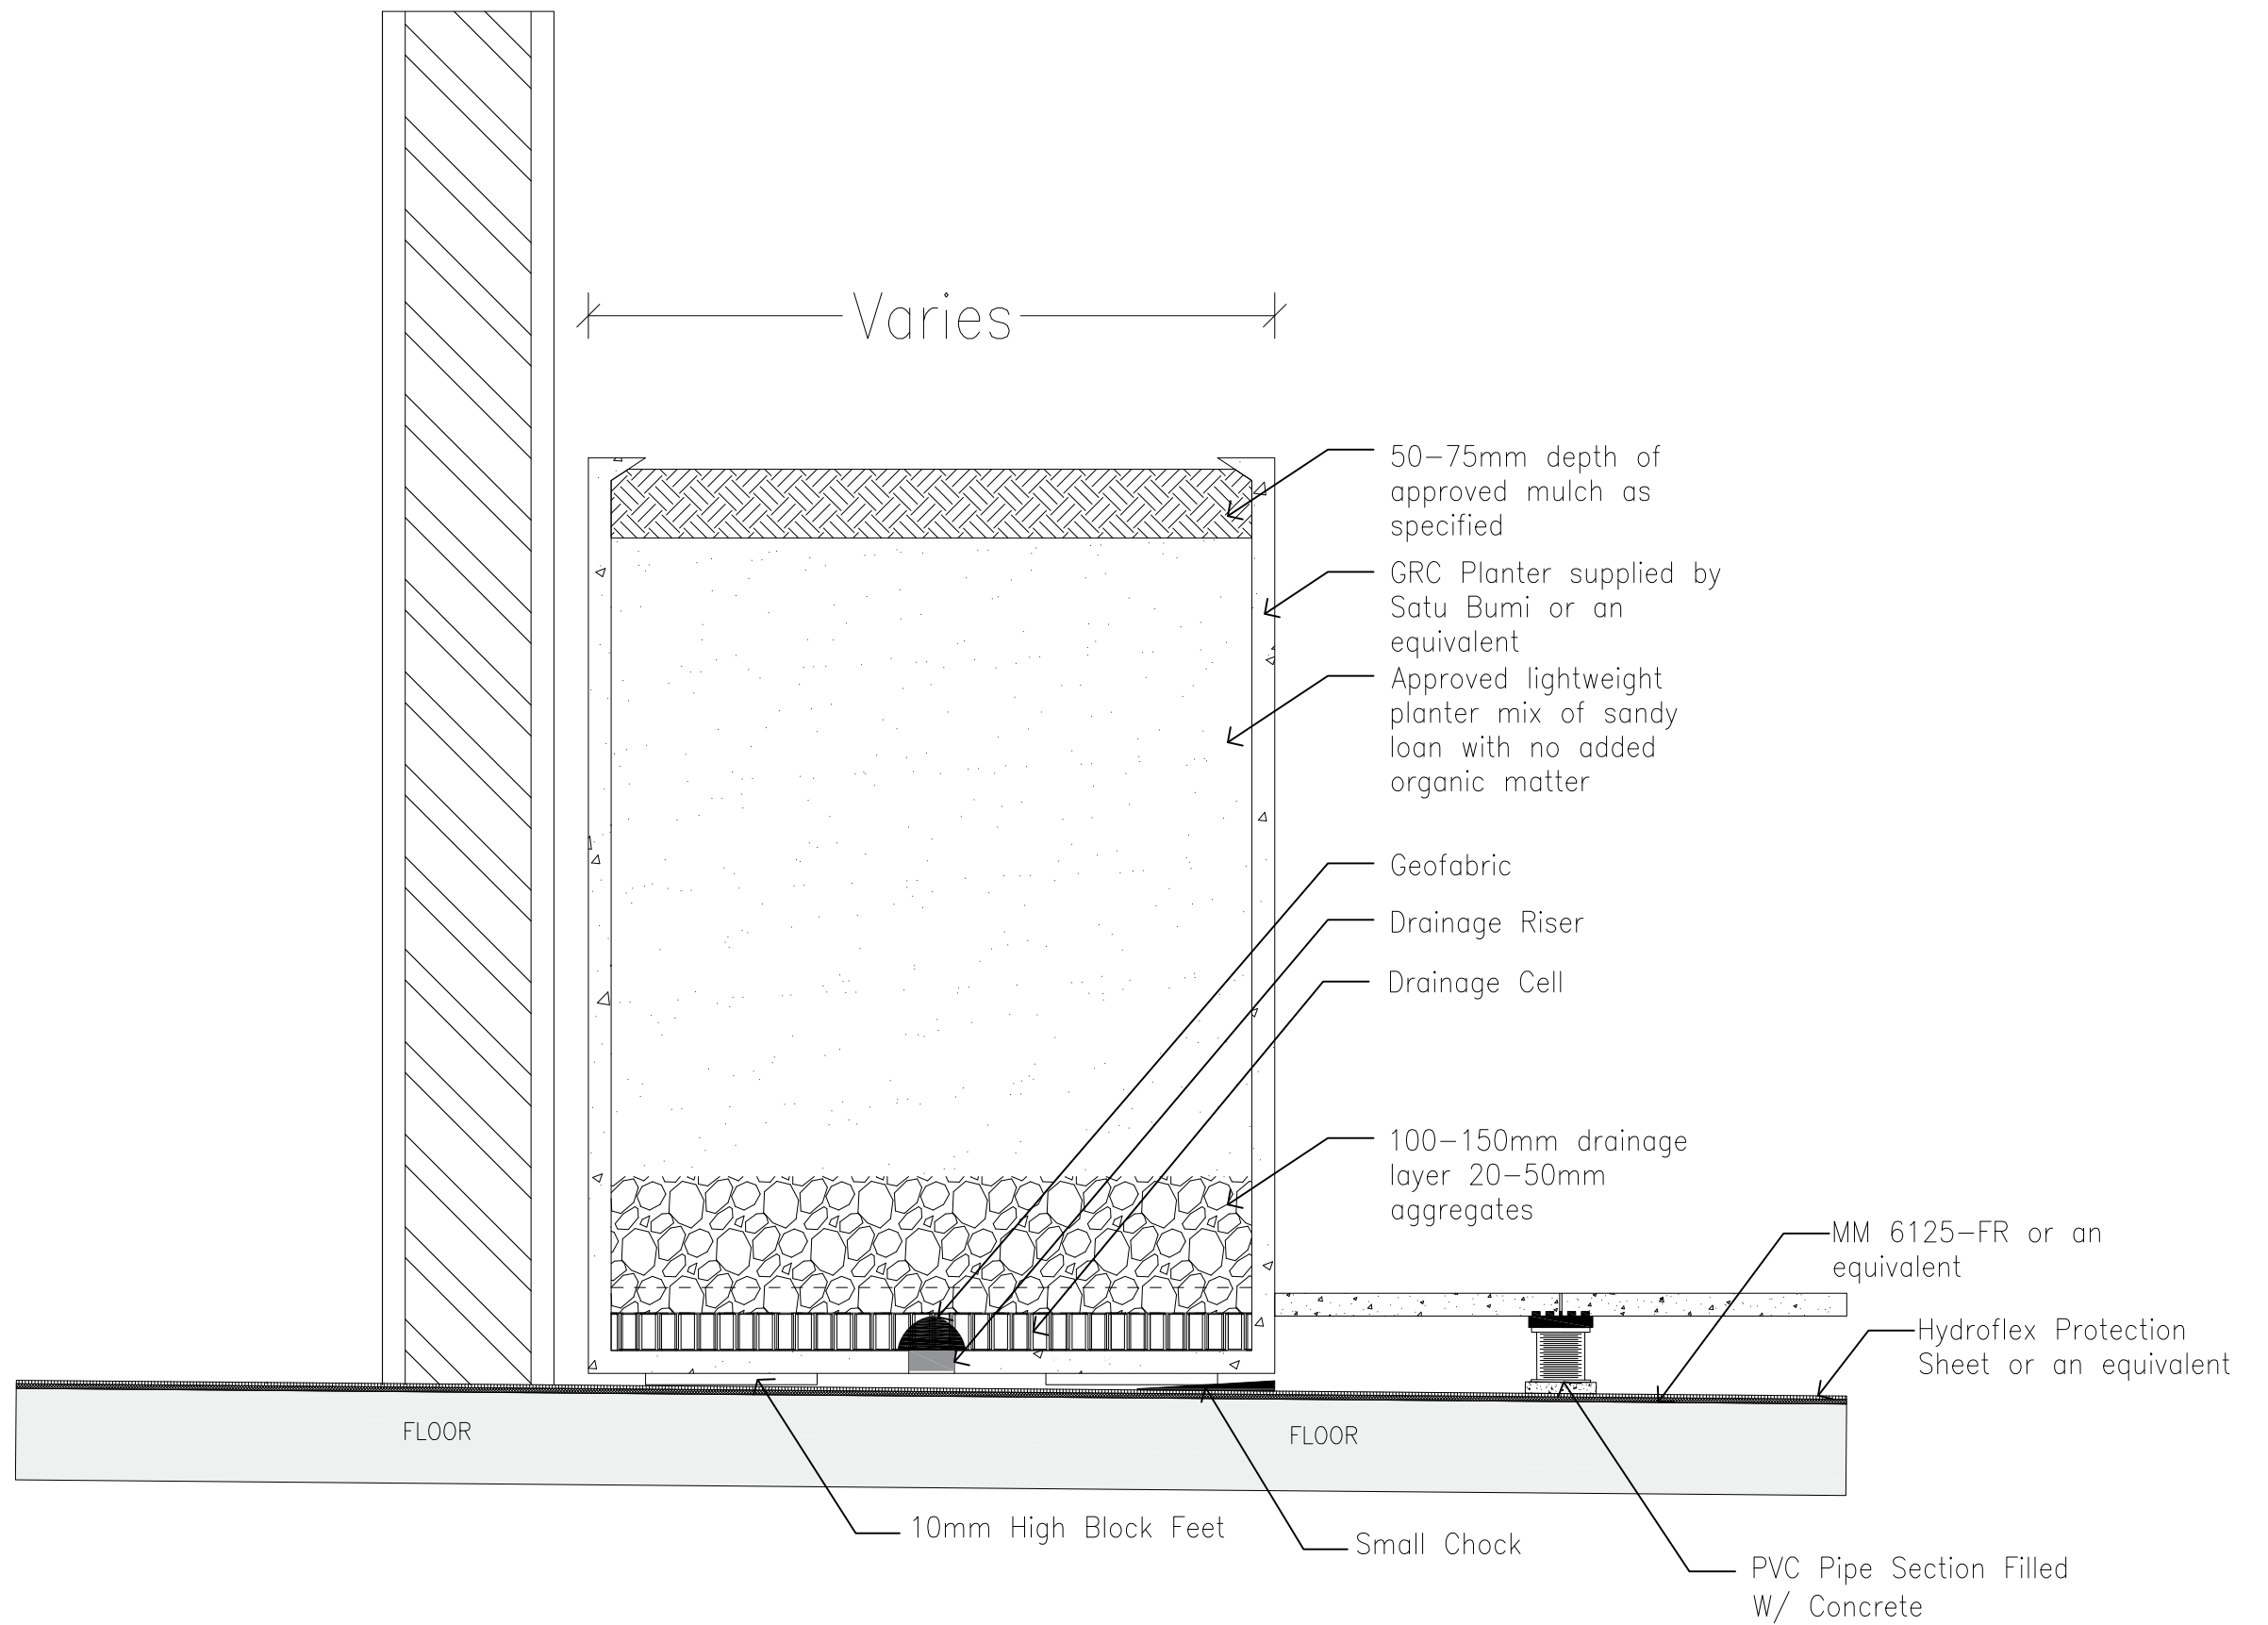 Varies
50-75mm depth of
approved mulch as
specified
GRC Planter supplied by
Satu Bumi or an
equivalent
Approved lightweight
planter mix of sandy
loan with no added
organic matter
Geofabric
Drainage Riser
Drainage Cell
100-150mm drainage
layer 20-50mm
aggregates
MM 6125-FR or an
equivalent
Hydroflex Protection
Sheet or an equivalent
FLOOR
FLOOR
10mm High Block Feet
Small Chock
PVC Pipe Section Filled
W/ Concrete